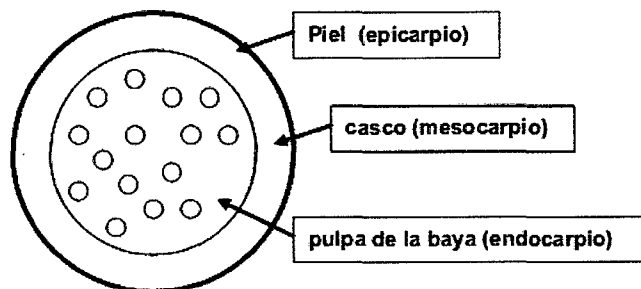 Piel (epicarpio)
casco (mesocarpio)
pulpa de la baya (endocarpio)